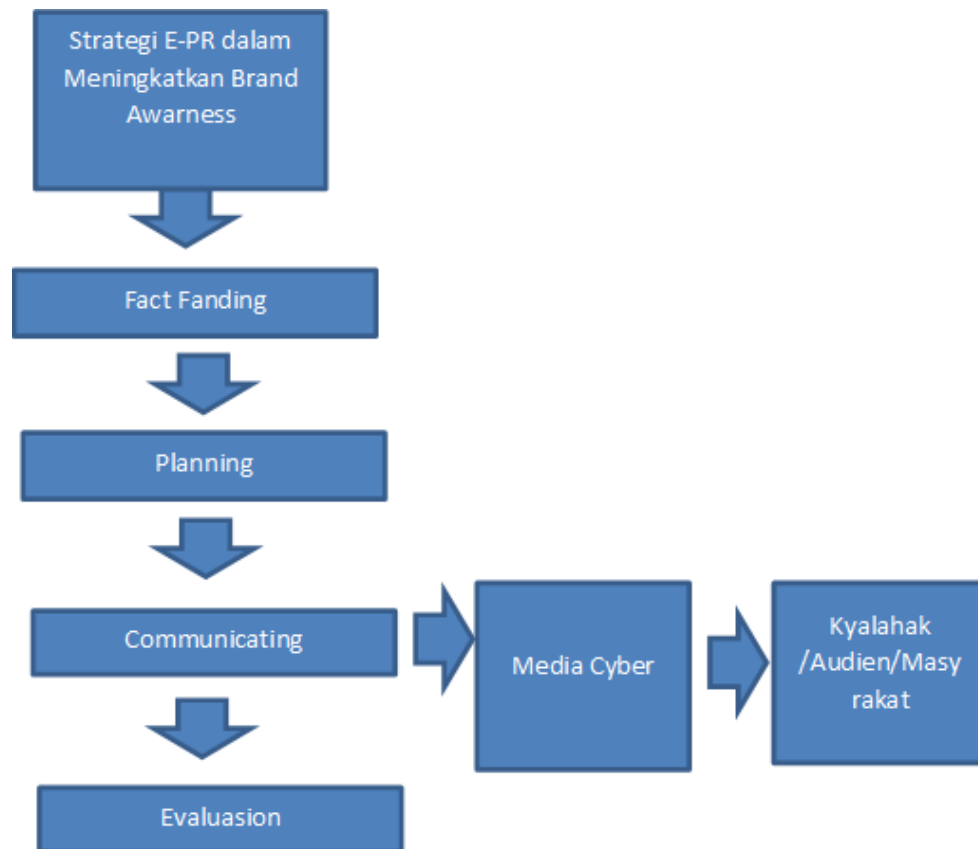 Strategi E-PR dalam
Meningkatkan Brand
Awarness
Fact Fanding
Planning
Communicating
Media Cyber
Kyalahak
/Audien/Masy
rakat
Evaluasion